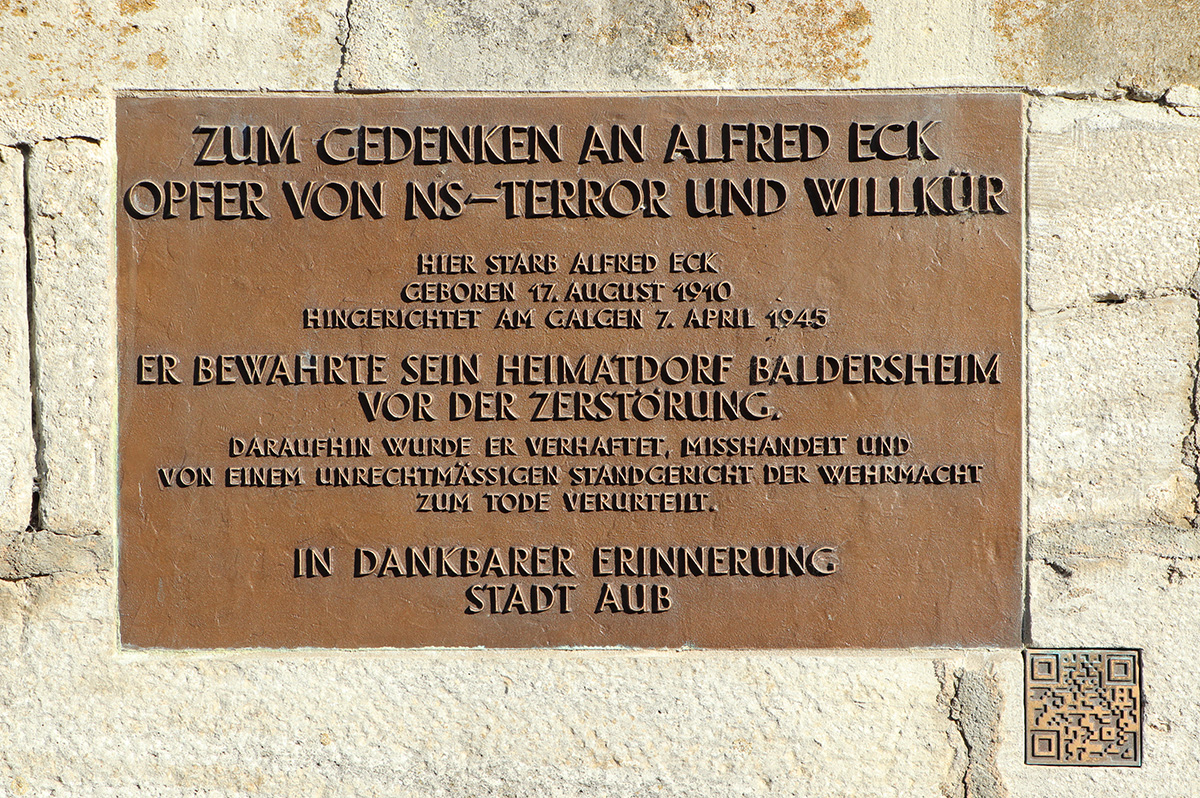 ZUM GEDENKEN AN ALFRED ECK
OPFER VON NS-TERROR UND WILLKÜR
HIER STARB ALFRED ECK
GEBOREN 17. AUGUST 1910
HINGERICHTET AM GALGEN 7. APRIL 1945
ER BEWAHRTE SEIN HEIMATDORF BALDERSHEIM
VOR DER ZERSTÖRUNG.
DARAUFHIN WURDE ER VERHAFTET, MISSHANDELT UND
VON EINEM UNRECHTMÄSSIGEN STANDGERICHT DER WEHRMACHT
ZUM TODE VERURTEILT.
IN DANKBARER ERINNERUNG
STADT AUB